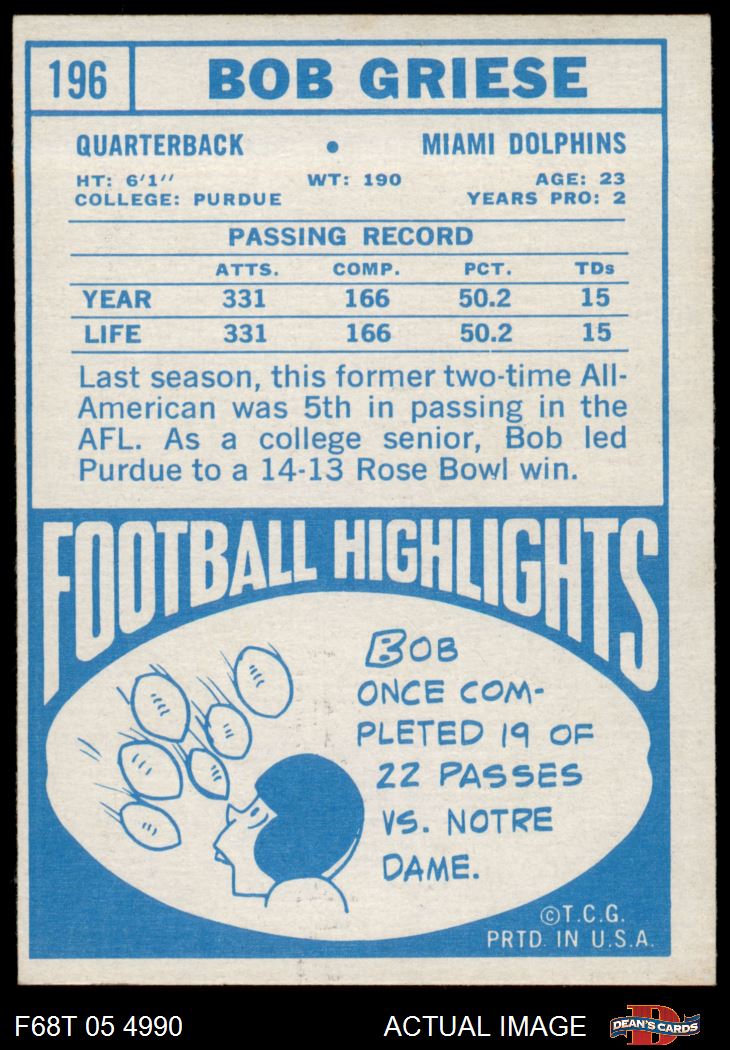 196 BOB GRIESE
QUARTERBACK • MIAMI DOLPHINS
HT: 6'1" WT: 190 AGE: 23
COLLEGE: PURDUE YEARS PRO: 2
PASSING RECORD
ATTS. COMP. PCT. TDs
YEAR 331 166 50.2 15
LIFE 331 166 50.2 15
Last season, this former two-time All-
American was 5th in passing in the
AFL. As a college senior, Bob led
Purdue to a 14-13 Rose Bowl win.
FOOTBALL HIGHLIGHTS
BOB
ONCE COM-
PLETED 19 OF
22 PASSES
VS. NOTRE
DAME.
©T.C.G.
PRTD. IN U.S.A.
F68T 05 4990 ACTUAL IMAGE DEAN'S CARDS